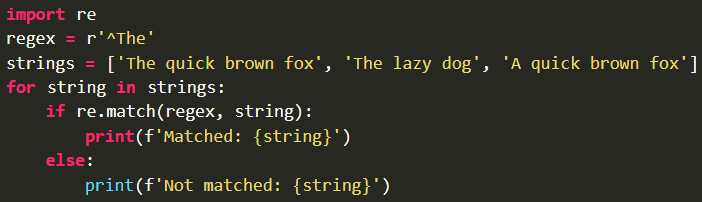 import re
regex = r'^The'
strings = ['The quick brown fox', 'The lazy dog', 'A quick brown fox']
for string in strings:
    if re.match(regex, string):
        print(f'Matched: {string}')
    else:
        print(f'Not matched: {string}')